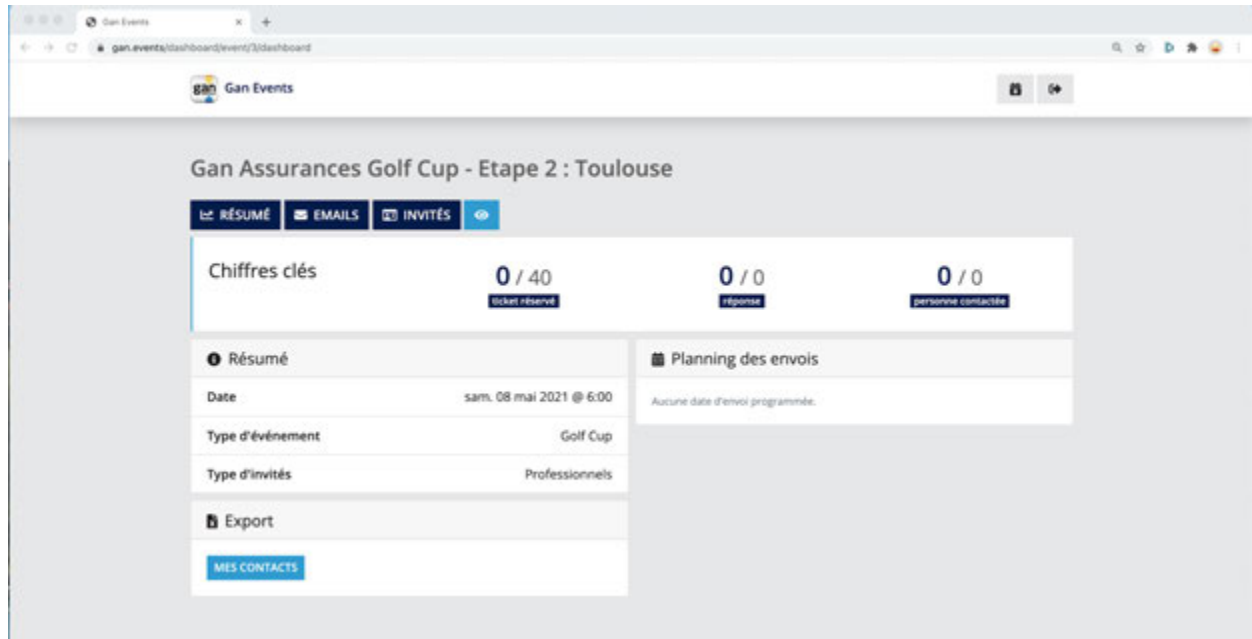 Gan Events
gan.events/dashboard/event/3/dashboard
gan Gan Events
Gan Assurances Golf Cup - Etape 2 : Toulouse
RÉSUMÉ EMAILS INVITÉS
Chiffres clés
0 / 40
ticket réservé
0 / 0
réponse
0 / 0
personne contactée
Résumé
Date sam. 08 mai 2021 @ 6:00
Type d'événement Golf Cup
Type d'invités Professionnels
Export
MES CONTACTS
Planning des envois
Aucune date d'envoi programmée.